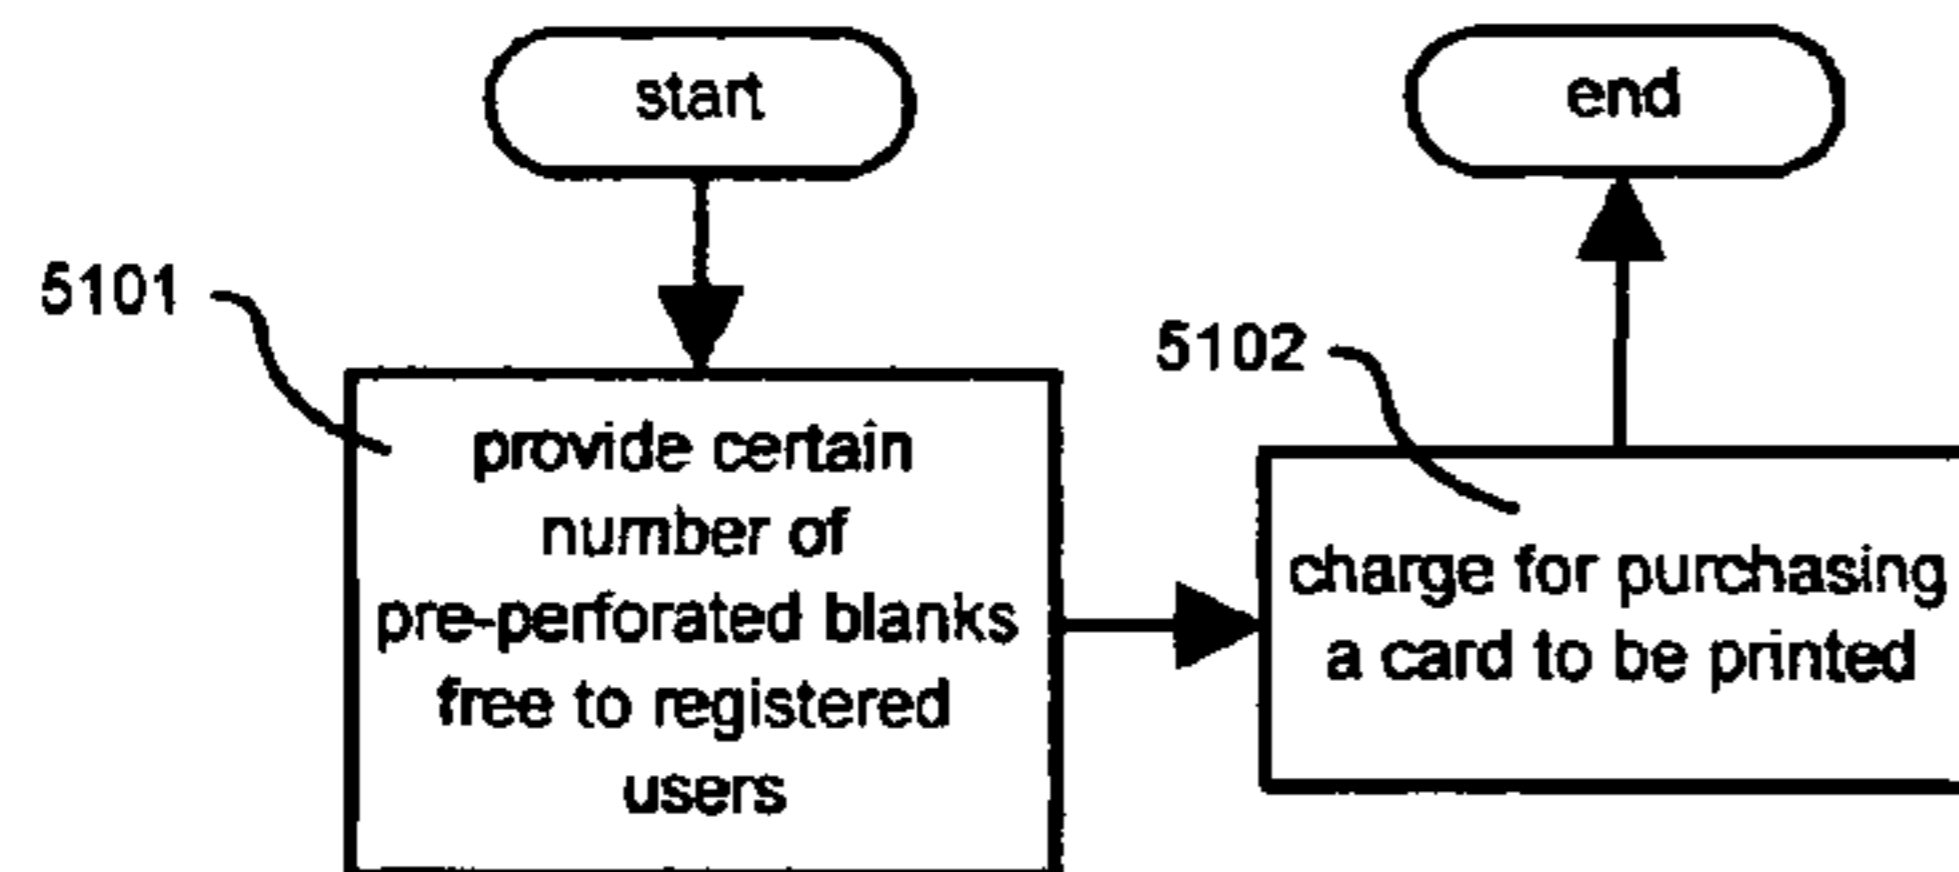 start
end
5101
5102
provide certain
number of
pre-perforated blanks
free to registered
users
charge for purchasing
a card to be printed